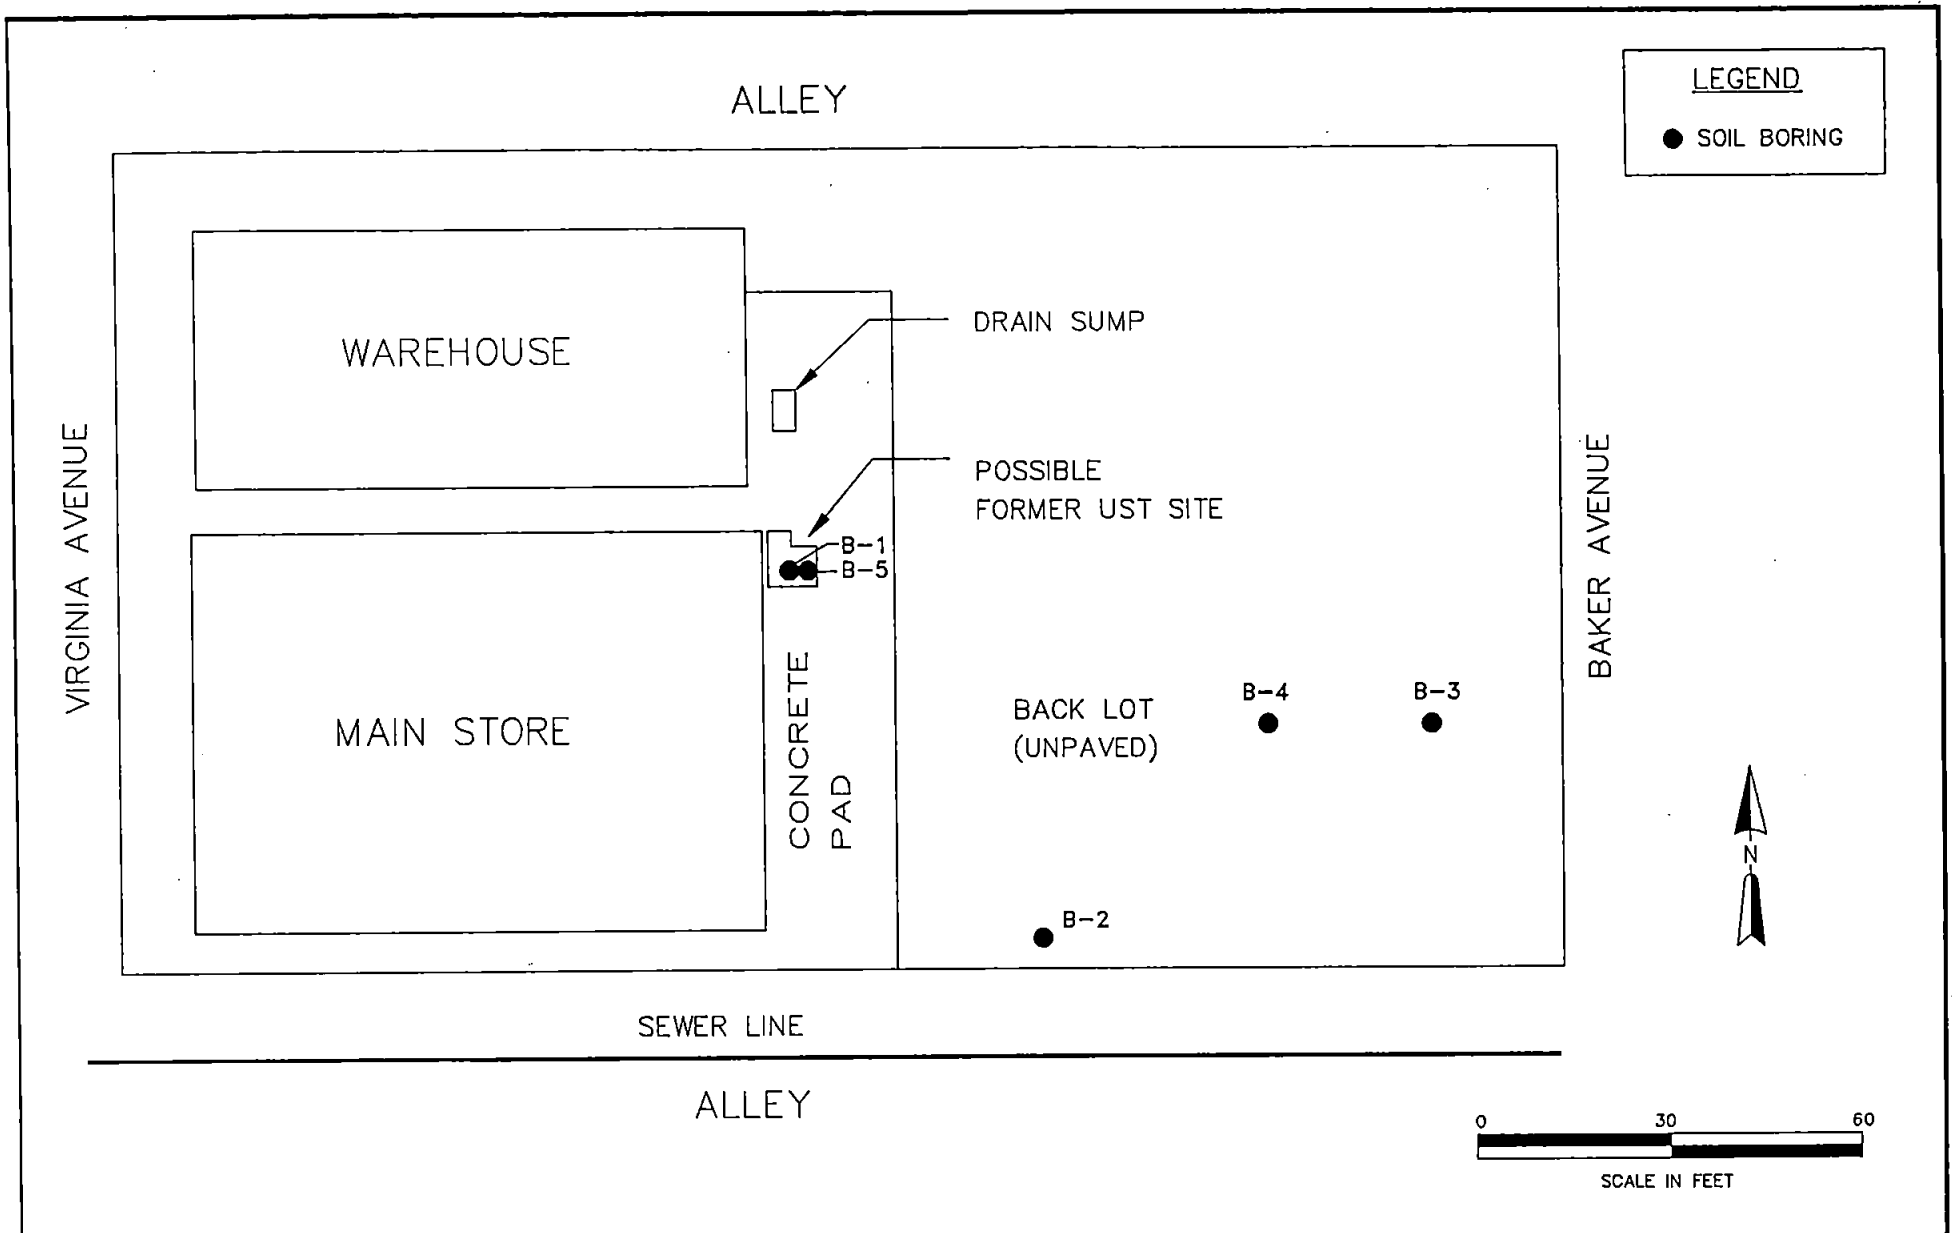 ALLEY
LEGEND
SOIL BORING
DRAIN SUMP
WAREHOUSE
VIRGINIA AVENUE
POSSIBLE
FORMER UST SITE
BAKER AVENUE
B-1
B-5
CONCRETE
PAD
B-4
B-3
BACK LOT
(UNPAVED)
MAIN STORE
N
B-2
SEWER LINE
ALLEY
0 30 60
SCALE IN FEET